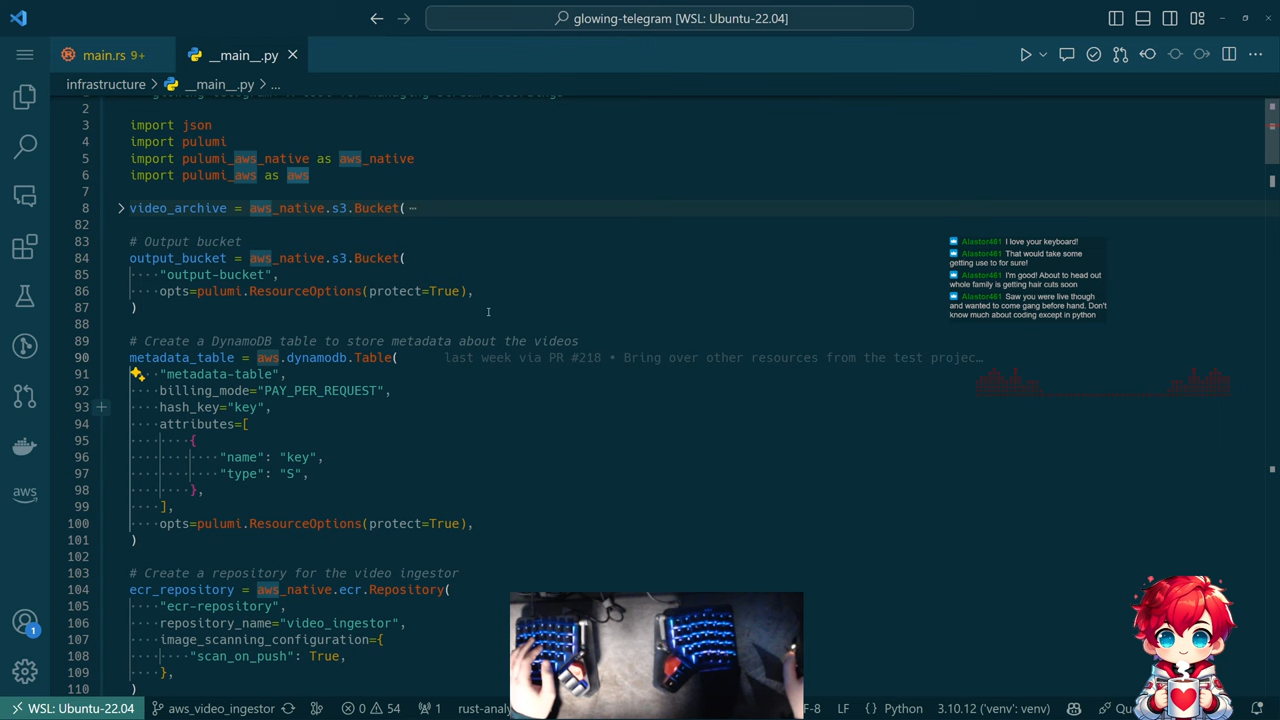 glowing-telegram [WSL: Ubuntu-22.04]
main.rs 9+
__main__.py
infrastructure > __main__.py > ...
2
3 import json
4 import pulumi
5 import pulumi_aws_native as aws_native
6 import pulumi_aws as aws
7
8 video_archive = aws_native.s3.Bucket( ⋯
82
83 # Output bucket
84 output_bucket = aws_native.s3.Bucket(
85 "output-bucket",
86 opts=pulumi.ResourceOptions(protect=True),
87 )
88
89 # Create a DynamoDB table to store metadata about the videos
90 metadata_table = aws.dynamodb.Table( last week via PR #218 • Bring over other resources from the test projec…
91 "metadata-table",
92 billing_mode="PAY_PER_REQUEST",
93 hash_key="key",
94 attributes=[
95 {
96 "name": "key",
97 "type": "S",
98 },
99 ],
100 opts=pulumi.ResourceOptions(protect=True),
101 )
102
103 # Create a repository for the video ingestor
104 ecr_repository = aws_native.ecr.Repository(
105 "ecr-repository",
106 repository_name="video_ingestor",
107 image_scanning_configuration={
108 "scan_on_push": True,
109 },
110 )
Alastor461 I love your keyboard!
Alastor461 That would take some
getting use to for sure!
Alastor461 I'm good! About to head out
whole family is getting hair cuts soon
Alastor461 Saw you were live though
and wanted to come gang before hand. Don't
know much about coding except in python
aws
1
WSL: Ubuntu-22.04
aws_video_ingestor
0
54
1
rust-analy
F-8
LF
{ } Python
3.10.12 ('venv': venv)
Qu